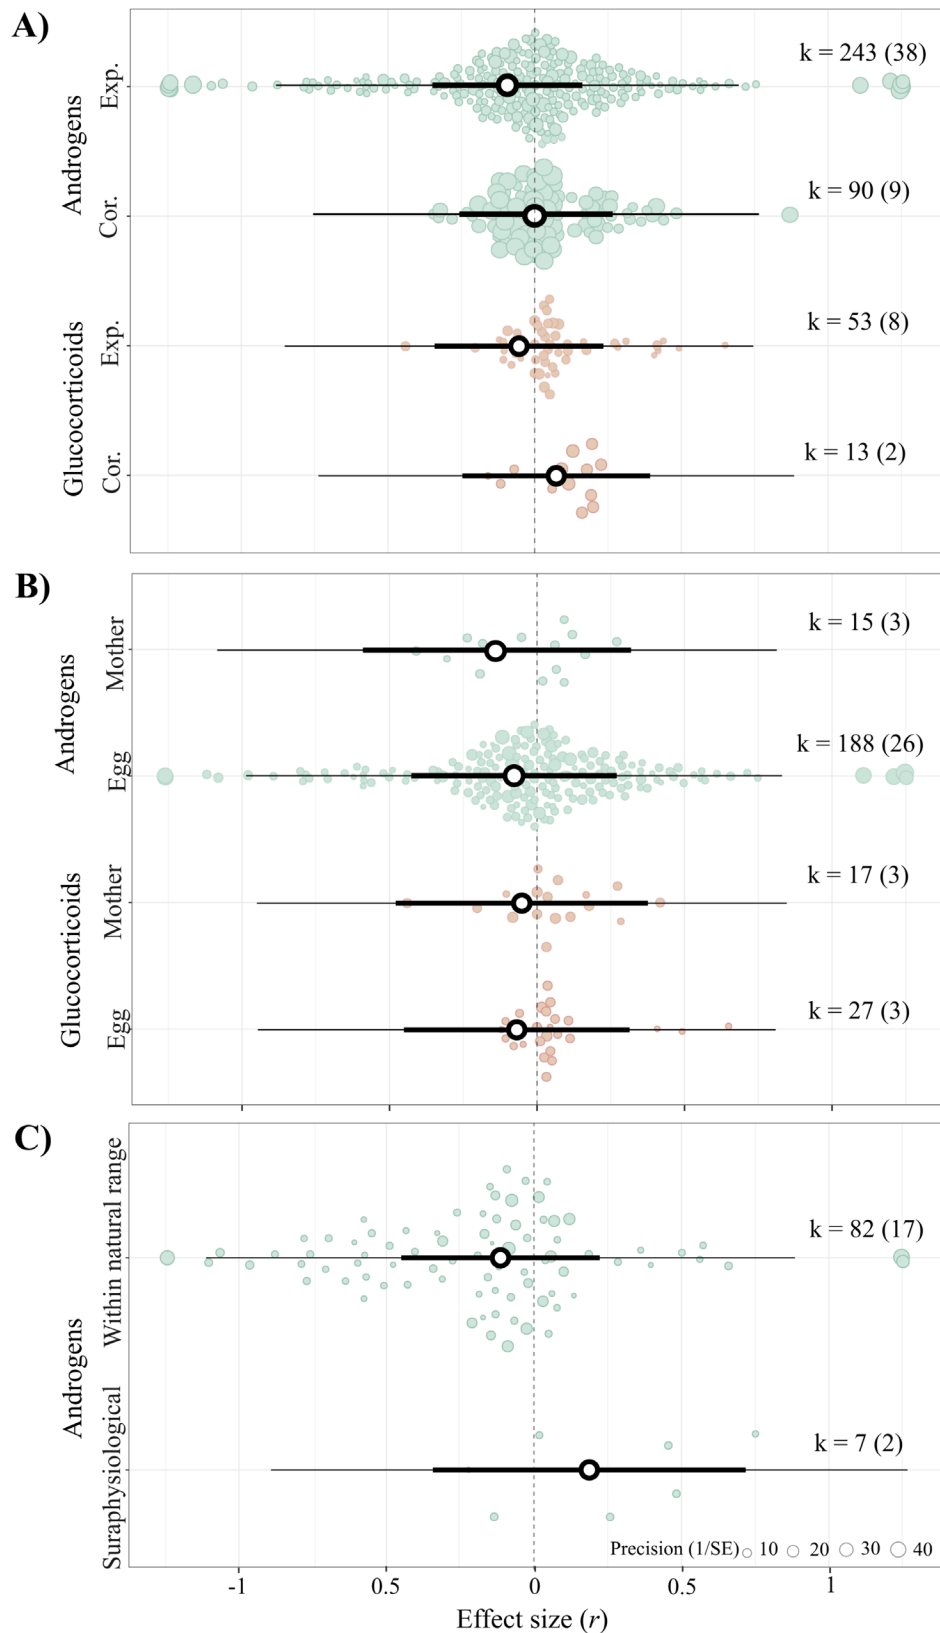 A)
Androgens
Exp.
k = 243 (38)
Cor.
k = 90 (9)
Glucocorticoids
Exp.
k = 53 (8)
Cor.
k = 13 (2)
B)
Androgens
Mother
k = 15 (3)
Egg
k = 188 (26)
Glucocorticoids
Mother
k = 17 (3)
Egg
k = 27 (3)
C)
Androgens
Within natural range
k = 82 (17)
Suraphysiological
k = 7 (2)
Precision (1/SE) 10 20 30 40
-1 0.5 0 0.5 1
Effect size (r)